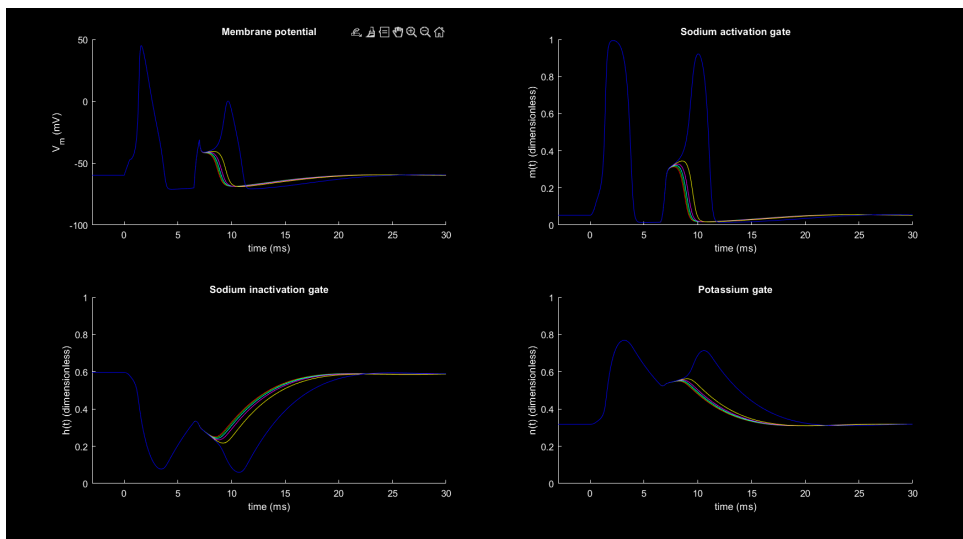 Membrane potential
50
0
-50
-100
V_m (mV)
0 5 10 15 20 25 30
time (ms)
Sodium activation gate
1
0.8
0.6
0.4
0.2
0
m(t) (dimensionless)
0 5 10 15 20 25 30
time (ms)
Sodium inactivation gate
1
0.8
0.6
0.4
0.2
0
h(t) (dimensionless)
0 5 10 15 20 25 30
time (ms)
Potassium gate
1
0.8
0.6
0.4
0.2
0
n(t) (dimensionless)
0 5 10 15 20 25 30
time (ms)